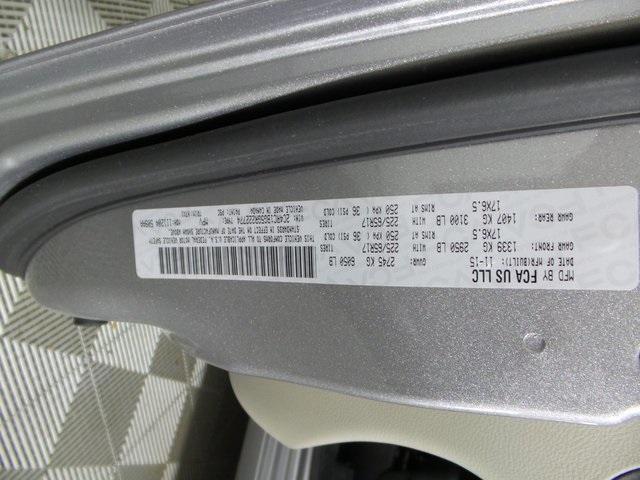 MFD BY FCA US LLC
DATE OF MFR(BUILT): 11-15 GVWR: 2745 KG 6050 LB
GAWR FRONT: 1339 KG 2950 LB WITH 225/65R17 TIRES
17X6.5 RIMS AT 250 KPA( 36 PSI) COLD
GAWR REAR: 1407 KG 3100 LB WITH 225/65R17 TIRES
17X6.5 RIMS AT 250 KPA( 36 PSI) COLD
THIS VEHICLE CONFORMS TO ALL APPLICABLE U.S.A. FEDERAL MOTOR VEHICLE SAFETY
STANDARDS IN EFFECT ON THE DATE OF MANUFACTURE SHOWN ABOVE.
VIN: TYPE: MPV
VEHICLE MADE IN CANADA PAINT: PSC